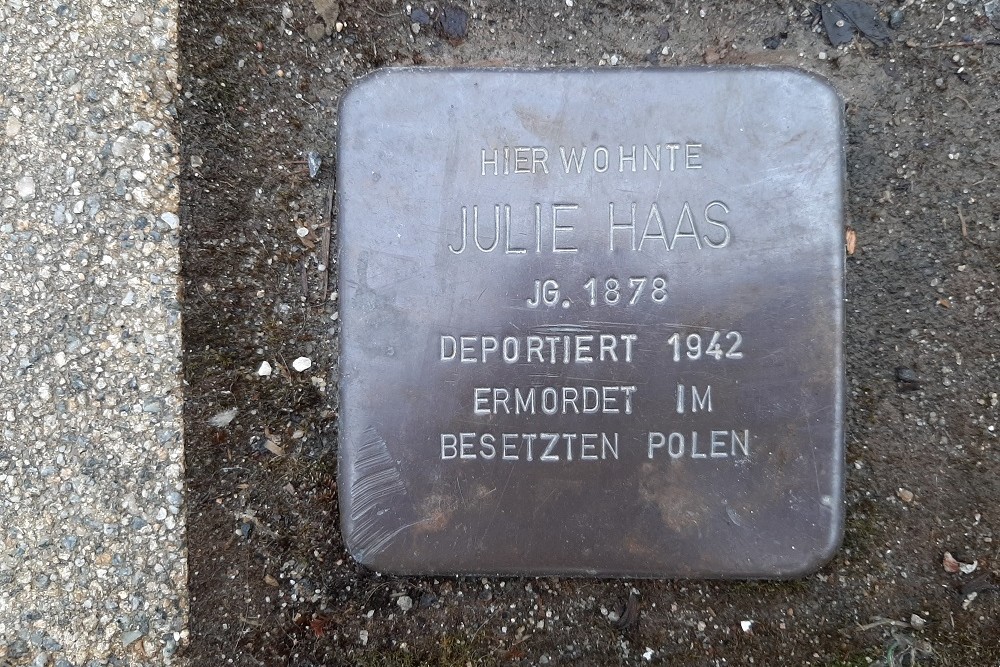 HIER WOHNTE
JULIE HAAS
JG. 1878
DEPORTIERT 1942
ERMORDET IM
BESETZTEN POLEN